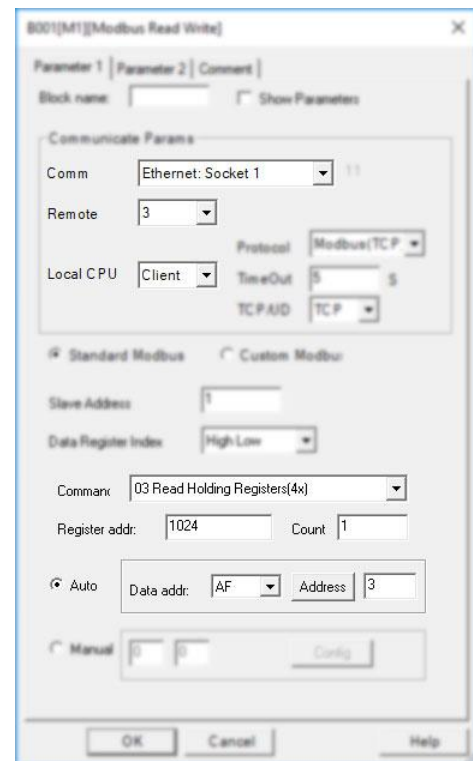 B001[M1][Modbus Read Write]
Parameter 1 Parameter 2 Comment
Block name: Show Parameters
Communicate Params
Comm Ethernet: Socket 1 11
Remote 3
Protocol Modbus(TCP
Local CPU Client TimeOut 5 S
TCP/UD TCP
Standard Modbus Custom Modbu
Slave Address 1
Data Register Index High Low
Comman 03 Read Holding Registers(4x)
Register addr: 1024 Count 1
Auto Data addr: AF Address 3
Manual 0 0 Config
OK Cancel Help